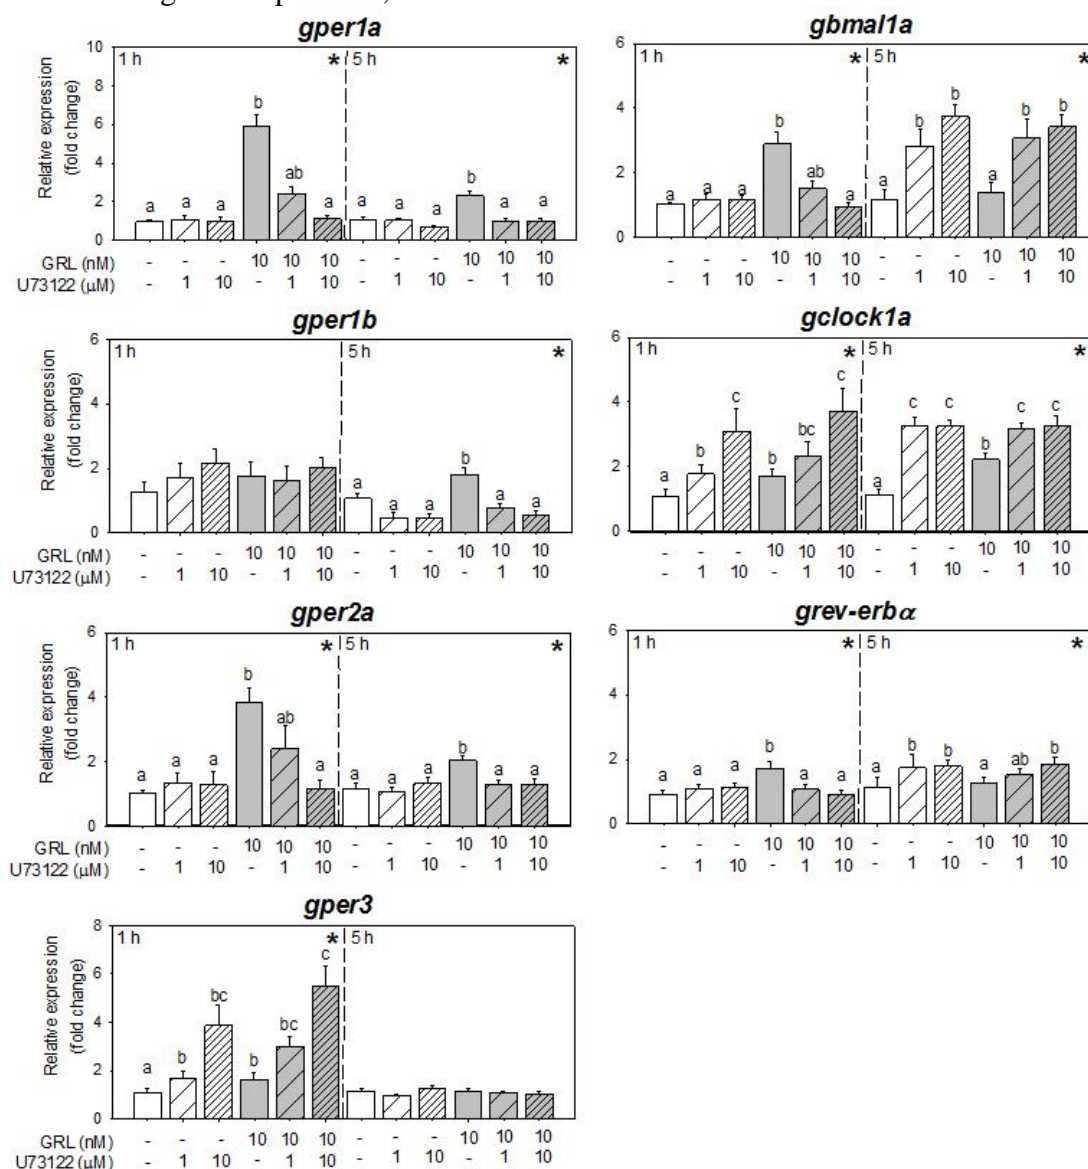 gper1a
10
8
6
4
2
0
Relative expression
(fold change)
1 h * 5 h *
a a a b ab a a a a b a a
GRL (nM) - - - 10 10 10 - - - 10 10 10
U73122 (µM) - 1 10 - 1 10 - 1 10 - 1 10
gbmal1a
6
4
2
0
1 h * 5 h *
a a a b ab a a b b a b b
- - - 10 10 10 - - - 10 10 10
- 1 10 - 1 10 - 1 10 - 1 10
gper1b
6
4
2
0
Relative expression
(fold change)
1 h 5 h *
a a a b a a
GRL (nM) - - - 10 10 10 - - - 10 10 10
U73122 (µM) - 1 10 - 1 10 - 1 10 - 1 10
gclock1a
6
4
2
0
1 h * 5 h *
a b c b bc c a c c b c c
- - - 10 10 10 - - - 10 10 10
- 1 10 - 1 10 - 1 10 - 1 10
gper2a
6
4
2
0
Relative expression
(fold change)
1 h * 5 h *
a a a b ab a a a a b a a
GRL (nM) - - - 10 10 10 - - - 10 10 10
U73122 (µM) - 1 10 - 1 10 - 1 10 - 1 10
grev-erbα
6
4
2
0
1 h * 5 h *
a a a b a a a b b a ab b
- - - 10 10 10 - - - 10 10 10
- 1 10 - 1 10 - 1 10 - 1 10
gper3
8
6
4
2
0
Relative expression
(fold change)
1 h * 5 h
a b bc b bc c
GRL (nM) - - - 10 10 10 - - - 10 10 10
U73122 (µM) - 1 10 - 1 10 - 1 10 - 1 10